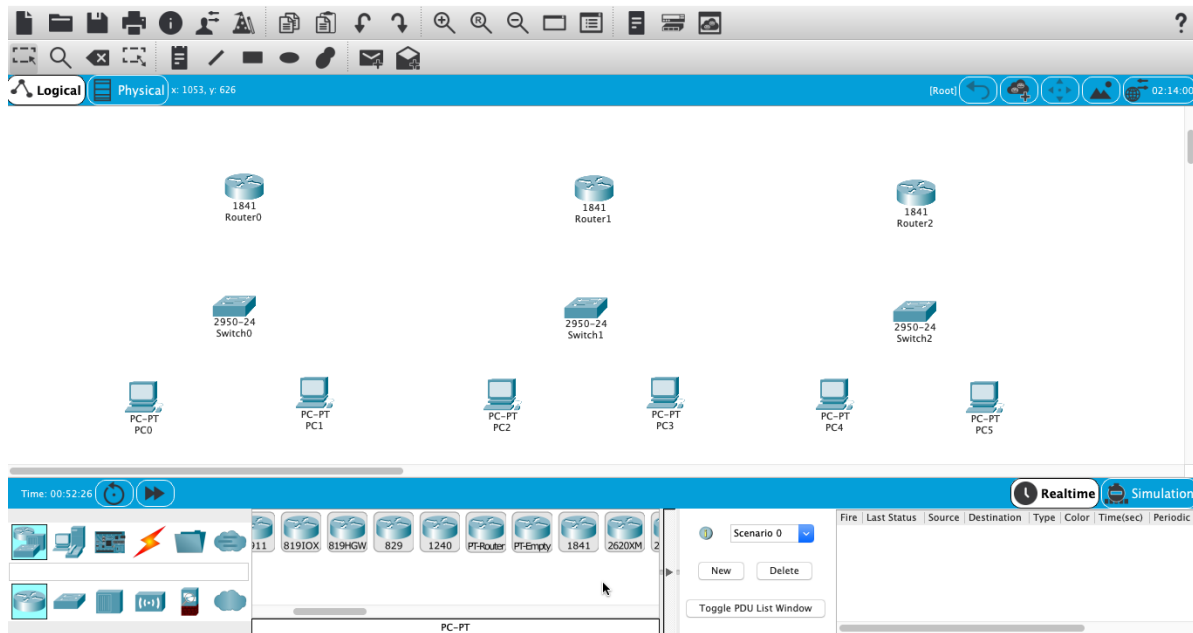 ?
Logical Physical x: 1053, y: 626 [Root] 02:14:00
1841
Router0
1841
Router1
1841
Router2
2950-24
Switch0
2950-24
Switch1
2950-24
Switch2
PC-PT
PC0
PC-PT
PC1
PC-PT
PC2
PC-PT
PC3
PC-PT
PC4
PC-PT
PC5
Time: 00:52:26 Realtime Simulation
911 819IOX 819HGW 829 1240 PT-Router PT-Empty 1841 2620XM 2
Scenario 0
New Delete
Toggle PDU List Window
Fire Last Status Source Destination Type Color Time(sec) Periodic
PC-PT